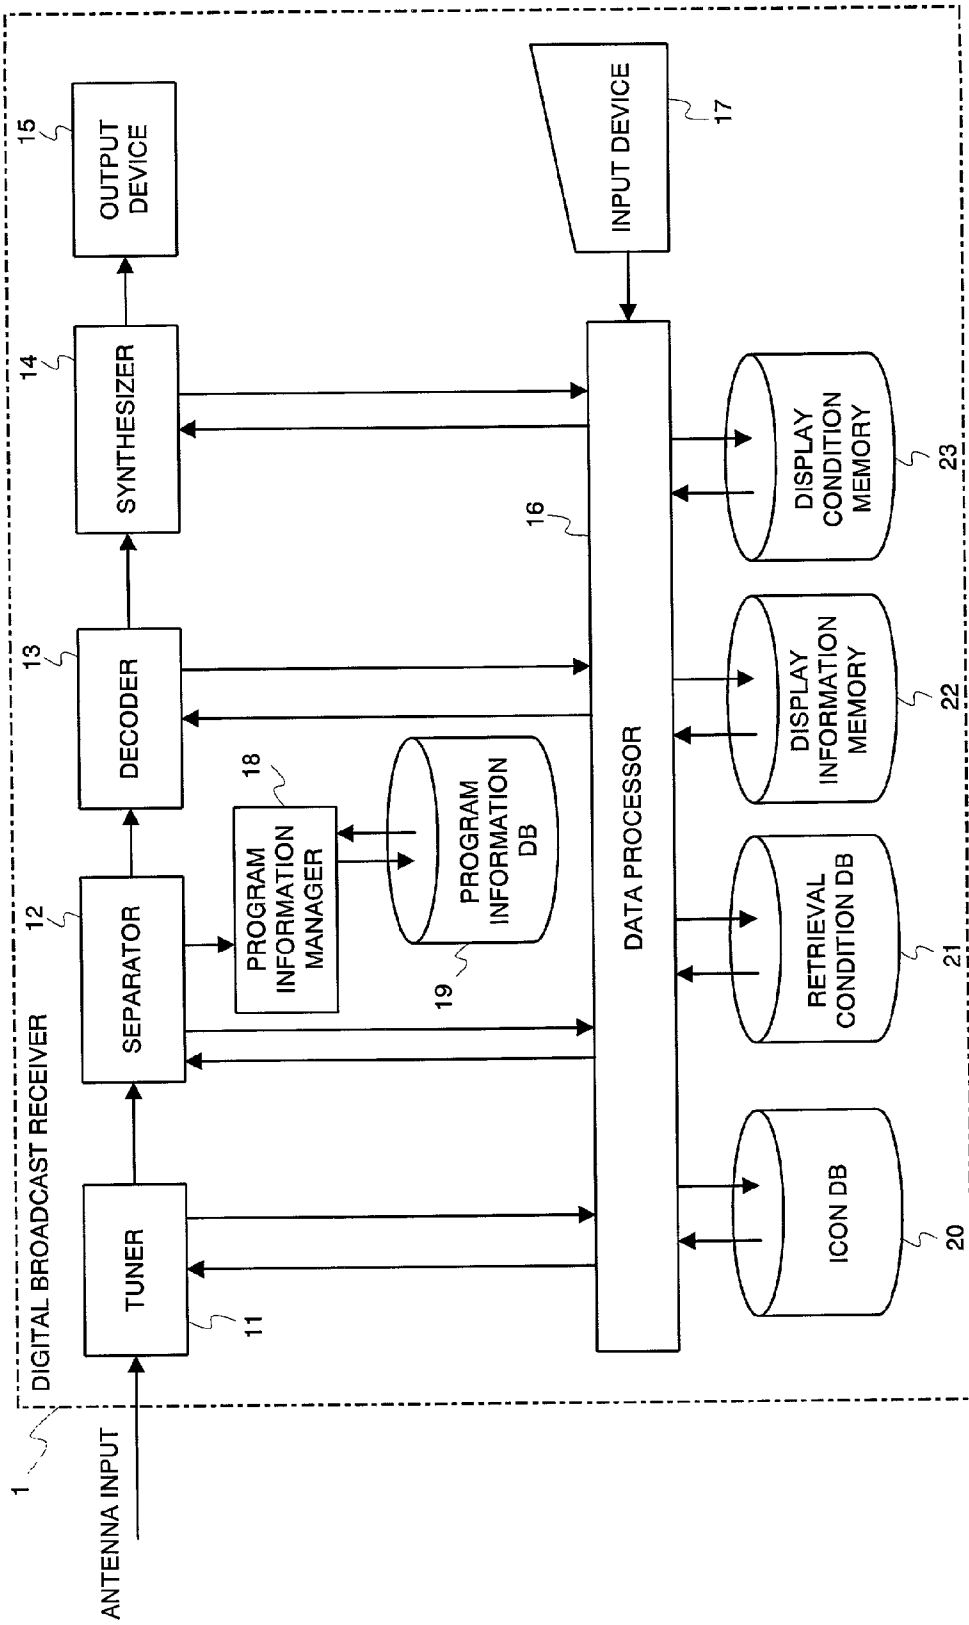 1
DIGITAL BROADCAST RECEIVER
ANTENNA INPUT
TUNER
11
SEPARATOR
12
DECODER
13
SYNTHESIZER
14
OUTPUT
DEVICE
15
PROGRAM
INFORMATION
MANAGER
18
PROGRAM
INFORMATION
DB
19
DATA PROCESSOR
16
INPUT DEVICE
17
ICON DB
20
RETRIEVAL
CONDITION DB
21
DISPLAY
INFORMATION
MEMORY
22
DISPLAY
CONDITION
MEMORY
23